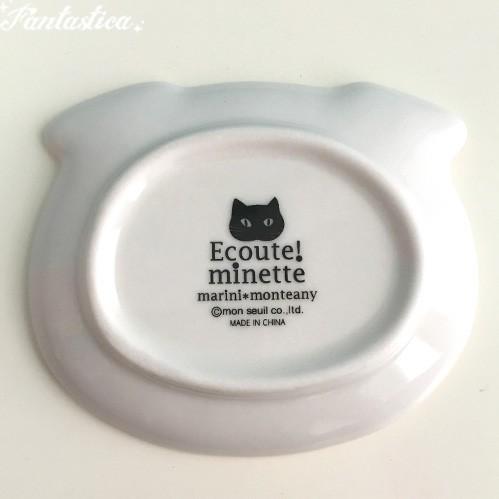 Fantastica
Ecoute!
minette
marini*monteany
©mon seuil co.,ltd.
MADE IN CHINA